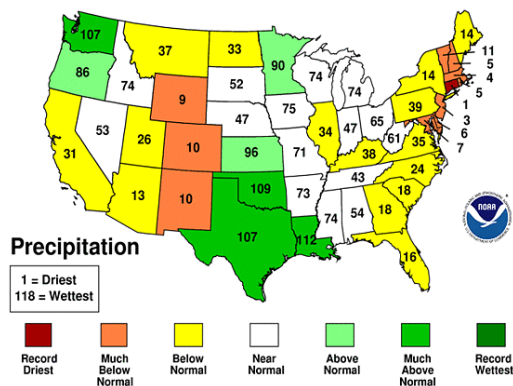 107
37
33
90
14
86
74
52
74
74
14
11
5
4
5
9
75
39
1
3
6
7
53
26
47
34
47
65
61
35
31
10
96
71
38
24
13
10
109
73
43
18
107
112
74
54
18
16
NOAA
Precipitation
1 = Driest
118 = Wettest
Record
Driest
Much
Below
Normal
Below
Normal
Near
Normal
Above
Normal
Much
Above
Normal
Record
Wettest